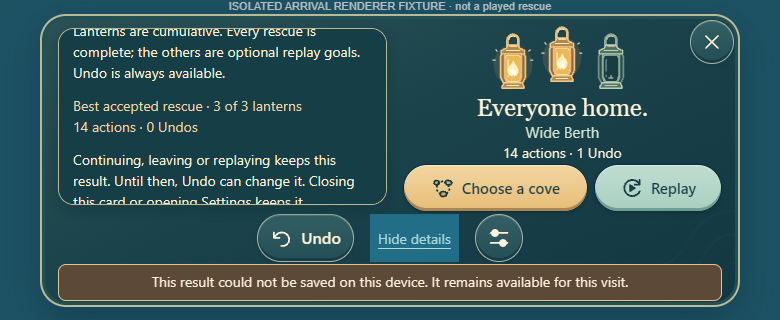 ISOLATED ARRIVAL RENDERER FIXTURE · not a played rescue
Lanterns are cumulative. Every rescue is
complete; the others are optional replay goals.
Undo is always available.
Best accepted rescue · 3 of 3 lanterns
14 actions · 0 Undos
Continuing, leaving or replaying keeps this
result. Until then, Undo can change it. Closing
this card or opening Settings keeps it
Everyone home.
Wide Berth
14 actions · 1 Undo
Choose a cove
Replay
Undo
Hide details
This result could not be saved on this device. It remains available for this visit.